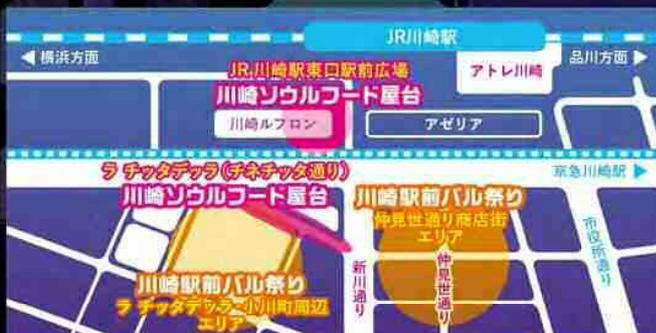 JR川崎駅
横浜方面
品川方面
アトレ川崎
JR川崎駅東口駅前広場
川崎ソウルフード屋台
川崎ルフロン
アゼリア
京急川崎駅
ラ チッタデッラ(チネチッタ通り)
川崎ソウルフード屋台
川崎駅前バル祭り
仲見世通り商店街
エリア
市役所通り
新川通り
仲見世通り
川崎駅前バル祭り
ラ チッタデッラ・小川町周辺
エリア